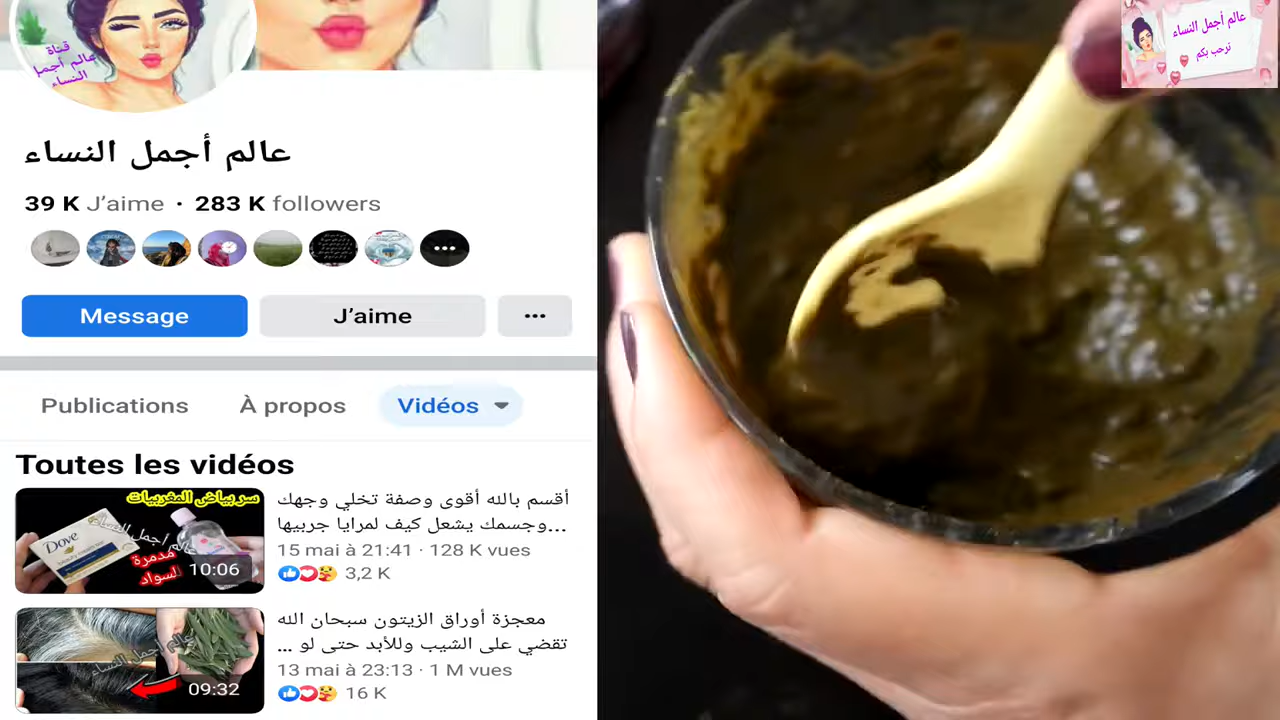 قناة
عالم أجمل
النساء
عالم أجمل النساء
39 K J’aime · 283 K followers
Message
J’aime
Publications
À propos
Vidéos
Toutes les vidéos
سر بياض المغربيات
Dove
عالم أجمل النساء
مدمرة
السواد
10:06
أقسم بالله أقوى وصفة تخلي وجهك
وجسمك يشعل كيف لمرايا جربيها...
15 mai à 21:41 · 128 K vues
3,2 K
عالم أجمل النساء
09:32
معجزة أوراق الزيتون سبحان الله
تقضي على الشيب وللأبد حتى لو ...
13 mai à 23:13 · 1 M vues
16 K
عالم أجمل النساء
نرحب بكم